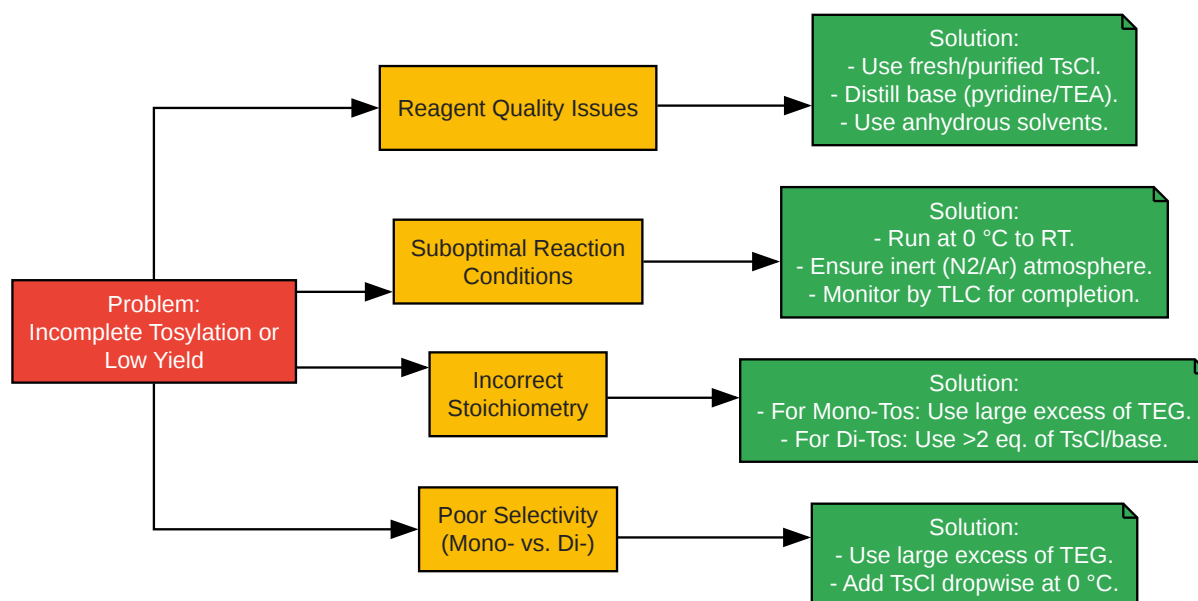 Problem:
Incomplete Tosylation or
Low Yield
Reagent Quality Issues
Solution:
- Use fresh/purified TsCl.
- Distill base (pyridine/TEA).
- Use anhydrous solvents.
Suboptimal Reaction
Conditions
Solution:
- Run at 0 °C to RT.
- Ensure inert (N2/Ar) atmosphere.
- Monitor by TLC for completion.
Incorrect
Stoichiometry
Solution:
- For Mono-Tos: Use large excess of TEG.
- For Di-Tos: Use >2 eq. of TsCl/base.
Poor Selectivity
(Mono- vs. Di-)
Solution:
- Use large excess of TEG.
- Add TsCl dropwise at 0 °C.